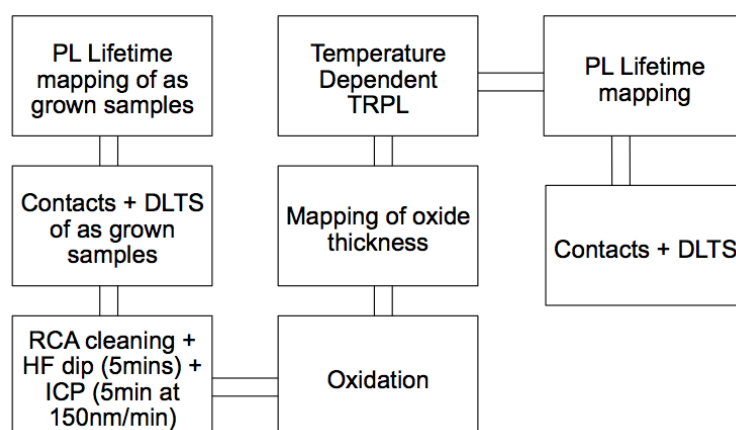 PL Lifetime
mapping of as
grown samples
Contacts + DLTS
of as grown
samples
RCA cleaning +
HF dip (5mins) +
ICP (5min at
150nm/min)
Oxidation
Mapping of oxide
thickness
Temperature
Dependent
TRPL
PL Lifetime
mapping
Contacts + DLTS